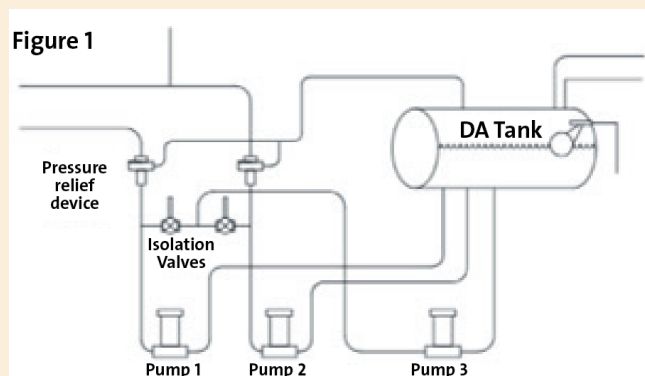 Figure 1
DA Tank
Pressure
relief
device
Isolation
Valves
Pump 1
Pump 2
Pump 3